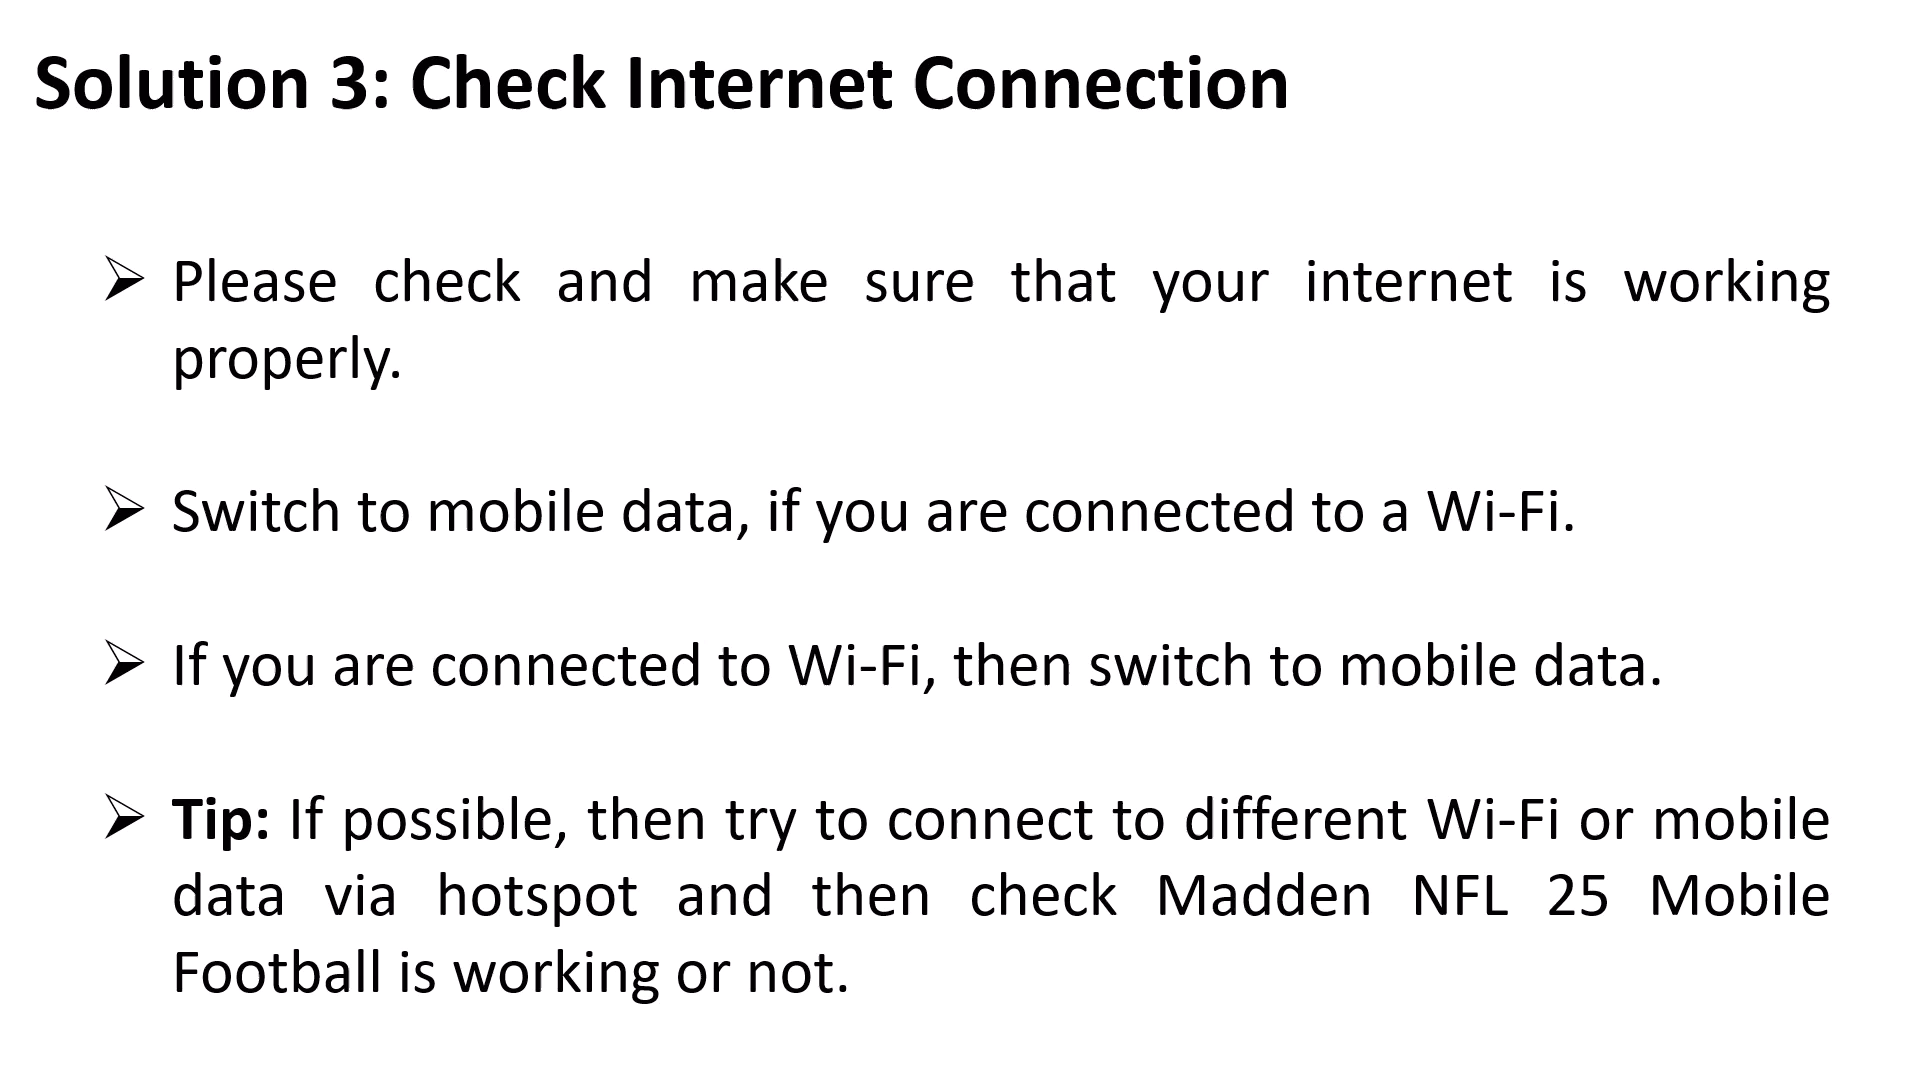 Solution 3: Check Internet Connection
➢ Please check and make sure that your internet is working
properly.
➢ Switch to mobile data, if you are connected to a Wi-Fi.
➢ If you are connected to Wi-Fi, then switch to mobile data.
➢ Tip: If possible, then try to connect to different Wi-Fi or mobile
data via hotspot and then check Madden NFL 25 Mobile
Football is working or not.